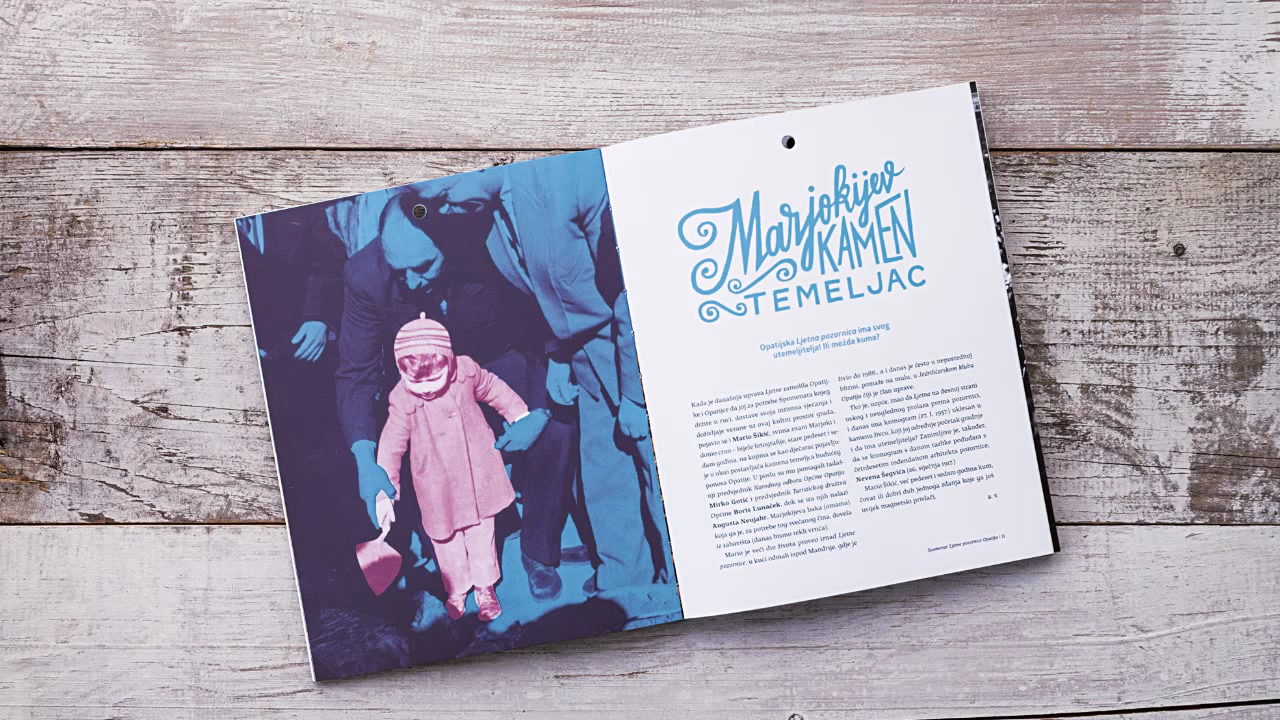 Marjokijev
KAMEN
TEMELJAC
Opatijska Ljetna pozornica ima svog
utemeljitelja! Ili možda kuma?
Kada je današnja uprava Ljetne zamolila Opatij-
ke i Opatijce da joj za potrebe Spomenara kojeg
držite u ruci, dostave svoja intimna sjećanja i
doživljaje vezane uz ovaj kultni prostor grada,
pojavio se i Mario Šikić, svima znani Marjoki i
donio crno – bijele fotografije, stare pedeset i se-
dam godina, na kojima se kao dječarac pojavlju-
je u ulozi postavljača kamena temeljca budućeg
ponosa Opatije. U poslu su mu pomagali tadaš-
nji predsjednik Narodnog odbora Općine Opatija
Mirko Gotić i predsjednik Turističkog društva
Općine Boris Lunaček, dok se iza njih nalazi
Augusta Neujahr, Marjokijeva baka (omama)
koja ga je, za potrebe tog svečanog čina, dovela
iz zabavišta (danas bismo rekli vrtića)
Mario je veći dio života proveo iznad Ljetne
pozornice, u kući odmah ispod Mandrije, gdje je
živio do 1988., a i danas je često u neposrednoj
blizini, pomaže na mulu, u Jedriličarskom klubu
Opatija čiji je član uprave.
Tko je, uopće, znao da Ljetna na desnoj strani
uskog i neuglednog prolaza prema pozornici,
i danas ima kronogram (27. I. 1957.) uklesan u
kamenu živcu, koji joj određuje početak gradnje
i da ima utemeljitelja? Zanimljivo je, također,
da se kronogram s danom razlike podudara s
četrdesetim rođendanom arhitekta pozornice,
Nevena Šegvića (26. siječnja 1917.)
Mario Šikić, već pedeset i sedam godina kum,
čuvar ili dobri duh jednoga zdanja koje ga još
uvijek magnetski privlači.
Spomenar Ljetne pozornice Opatija | 11